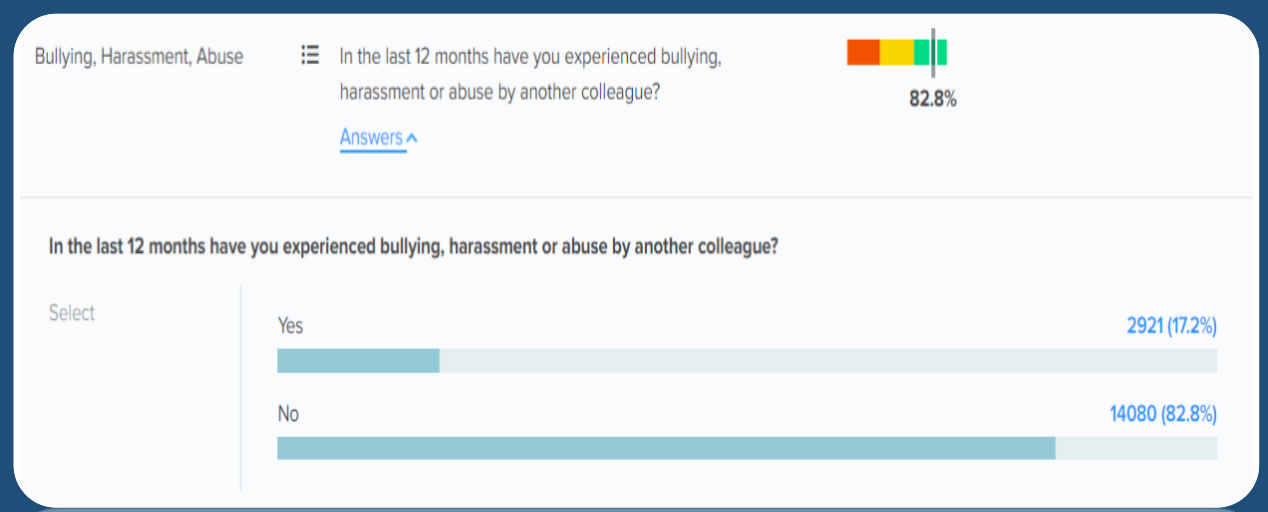 Bullying, Harassment, Abuse
In the last 12 months have you experienced bullying,
harassment or abuse by another colleague?
82.8%
Answers
In the last 12 months have you experienced bullying, harassment or abuse by another colleague?
Select
Yes
2921 (17.2%)
No
14080 (82.8%)